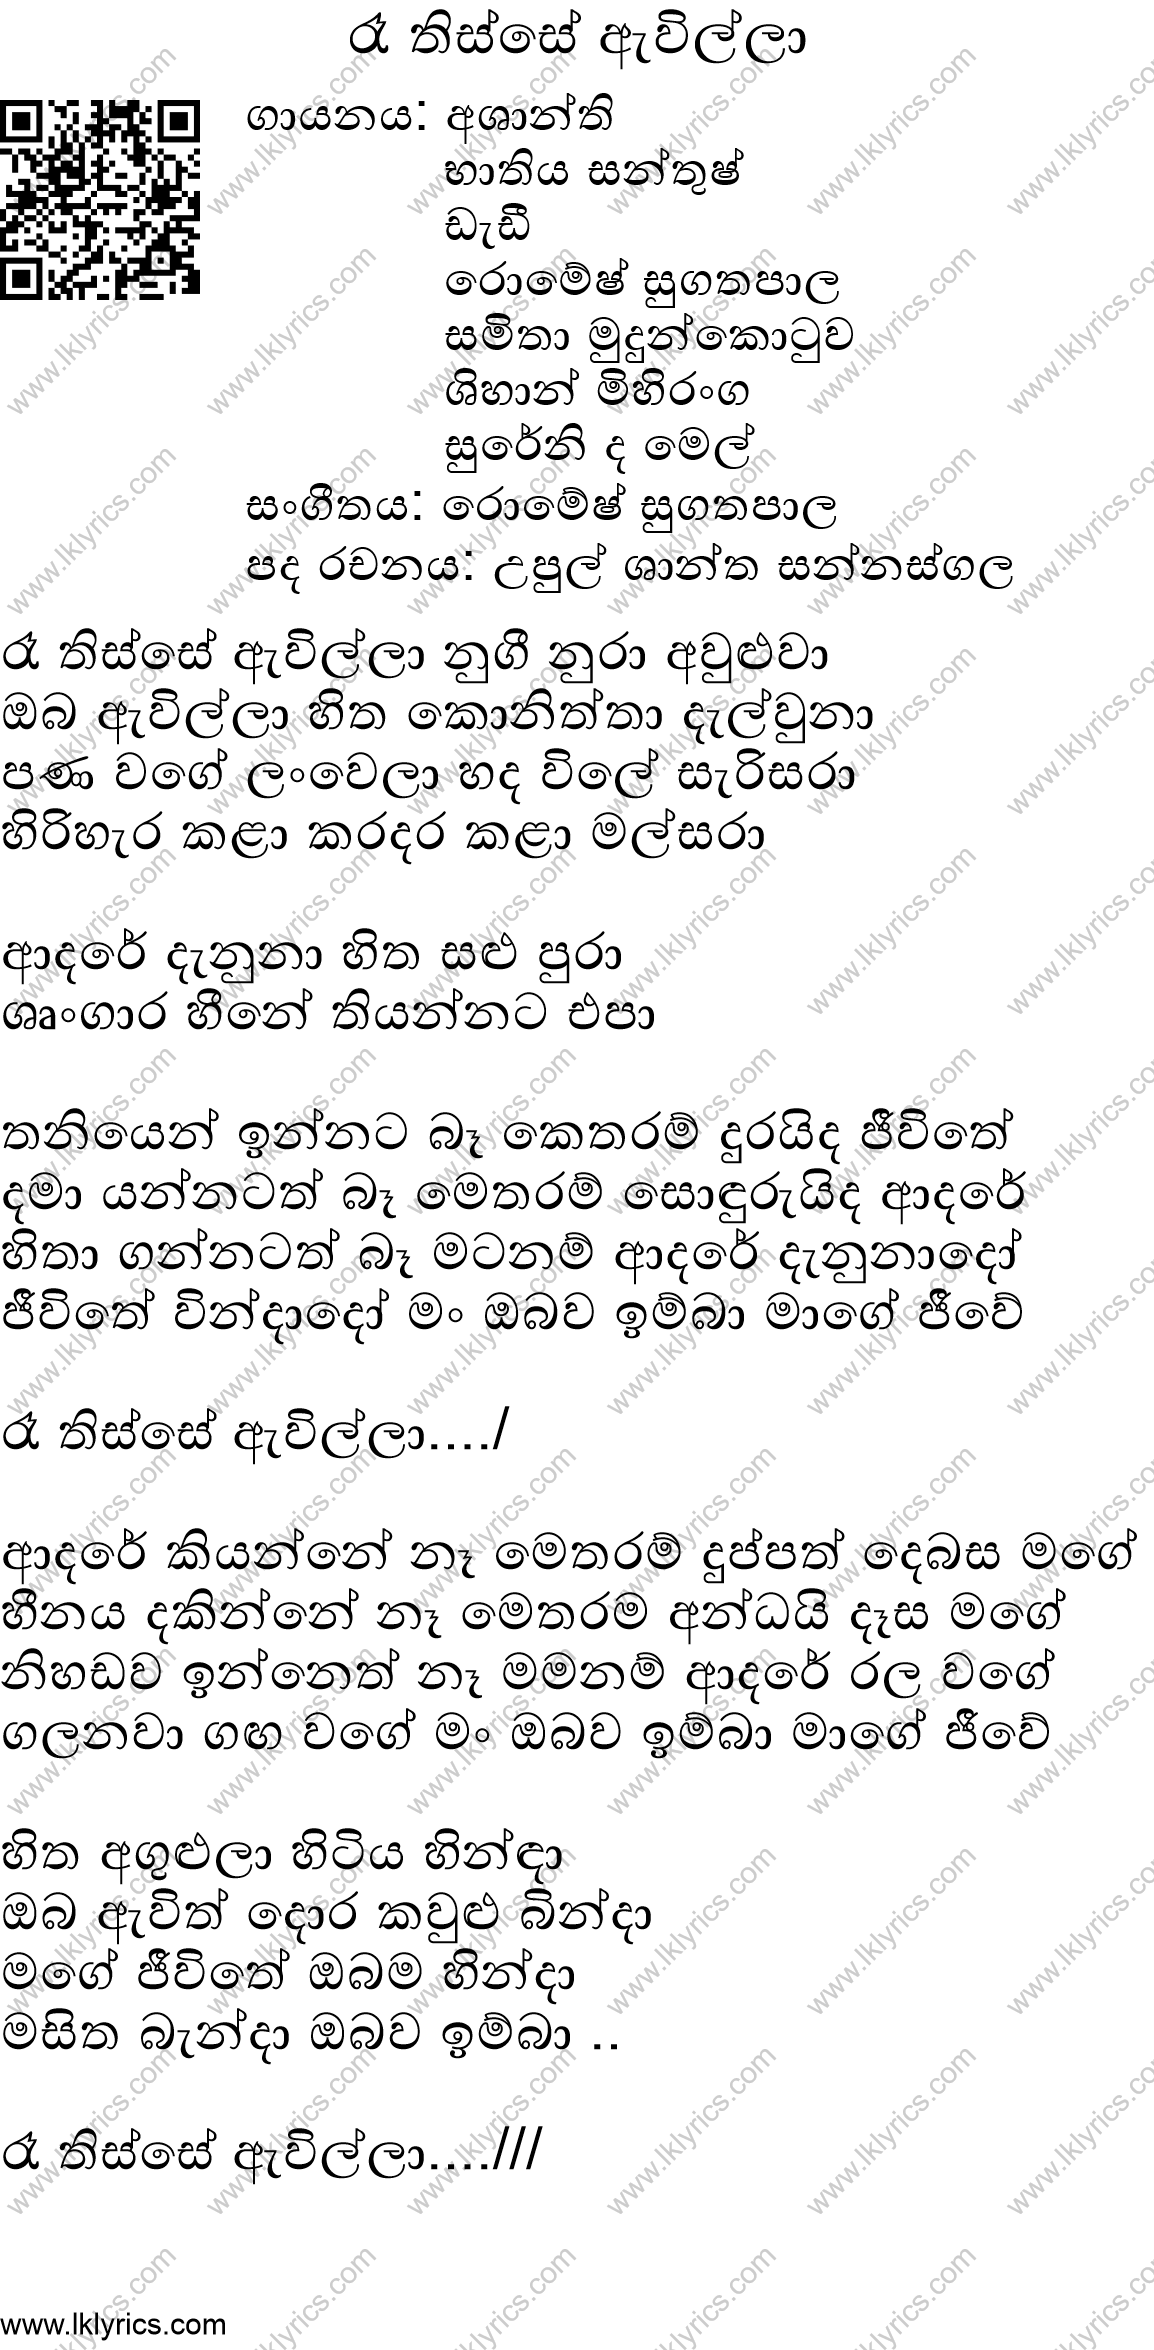 රෑ තිස්සේ ඇවිල්ලා
ගායනය: අශාන්ති
භාතිය සන්තුෂ්
ඩැඩී
රොමේෂ් සුගතපාල
සමිතා මුදුන්කොටුව
ශිහාන් මිහිරංග
සුරේනි ද මෙල්
සංගීතය: රොමේෂ් සුගතපාල
පද රචනය: උපුල් ශාන්ත සන්නස්ගල
රෑ තිස්සේ ඇවිල්ලා නුගී නුරා අවුළුවා
ඔබ ඇවිල්ලා හිත කොනිත්තා දැල්වුනා
පණ වගේ ලංවෙලා හද විලේ සැරිසරා
හිරිහැර කළා කරදර කළා මල්සරා
ආදරේ දැනුනා හිත සළු පුරා
ශෘංගාර හීනේ තියන්නට එපා
තනියෙන් ඉන්නට බෑ කෙතරම් දුරයිද ජීවිතේ
දමා යන්නටත් බෑ මෙතරම් සොඳුරුයිද ආදරේ
හිතා ගන්නටත් බෑ මටනම් ආදරේ දැනුනාදෝ
ජීවිතේ වින්දාදෝ මං ඔබව ඉම්බා මාගේ ජීවේ
රෑ තිස්සේ ඇවිල්ලා..../
ආදරේ කියන්නේ නෑ මෙතරම් දුප්පත් දෙබස මගේ
හීනය දකින්නේ නෑ මෙතරම අන්ධයි දෑස මගේ
නිහඩව ඉන්නෙත් නෑ මමනම් ආදරේ රල වගේ
ගලනවා ගඟ වගේ මං ඔබව ඉම්බා මාගේ ජීවේ
හිත අගුළුලා හිටිය හින්ඳා
ඔබ ඇවිත් දොර කවුළු බින්දා
මගේ ජීවිතේ ඔබම හින්දා
මසිත බැන්දා ඔබව ඉම්බා ..
රෑ තිස්සේ ඇවිල්ලා....///
www.lklyrics.com